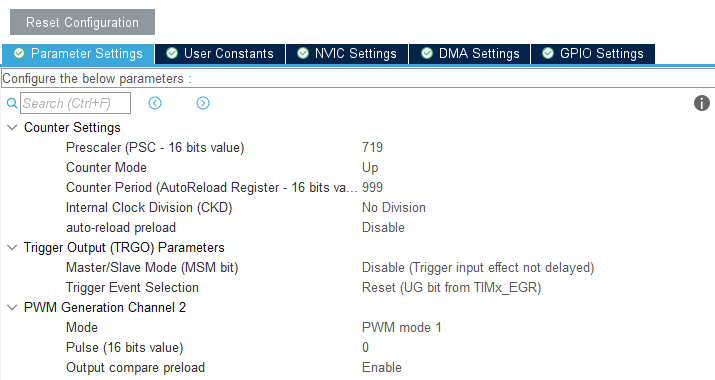 Reset Configuration
Parameter Settings User Constants NVIC Settings DMA Settings GPIO Settings
Configure the below parameters :
Search (Ctrl+F)
Counter Settings
Prescaler (PSC - 16 bits value) 719
Counter Mode Up
Counter Period (AutoReload Register - 16 bits va... 999
Internal Clock Division (CKD) No Division
auto-reload preload Disable
Trigger Output (TRGO) Parameters
Master/Slave Mode (MSM bit) Disable (Trigger input effect not delayed)
Trigger Event Selection Reset (UG bit from TIMx_EGR)
PWM Generation Channel 2
Mode PWM mode 1
Pulse (16 bits value) 0
Output compare preload Enable